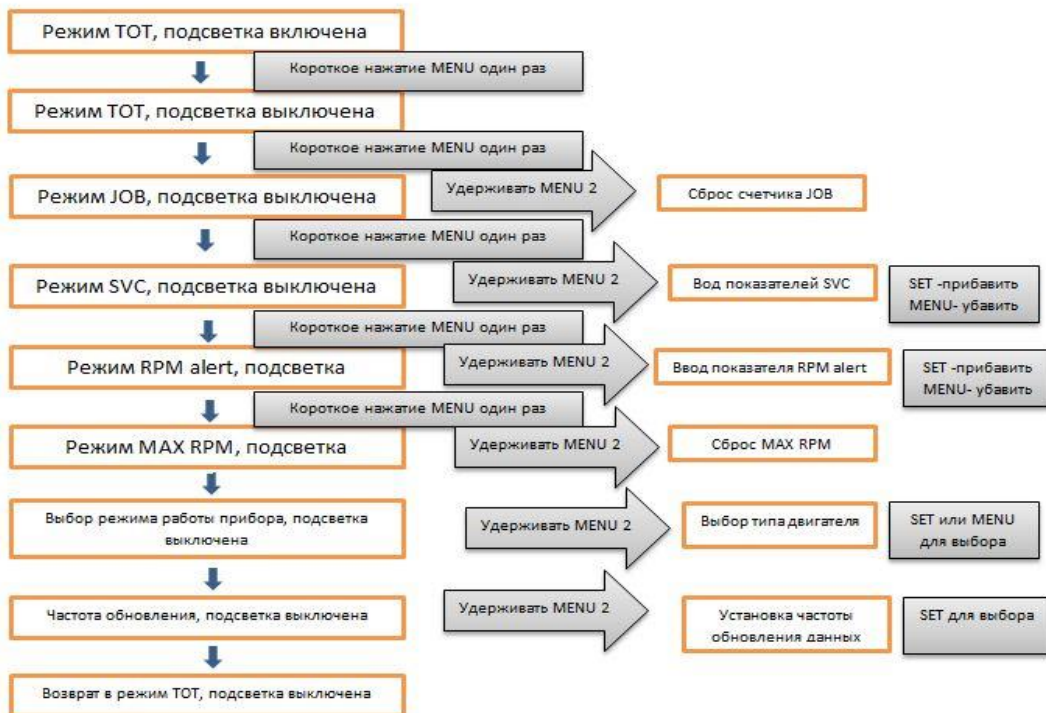 Режим TOT, подсветка включена
Короткое нажатие MENU один раз
Режим TOT, подсветка выключена
Короткое нажатие MENU один раз
Режим JOB, подсветка выключена
Удерживать MENU 2
Сброс счетчика JOB
Короткое нажатие MENU один раз
Режим SVC, подсветка выключена
Удерживать MENU 2
Вод показателей SVC
SET -прибавить
MENU- убавить
Короткое нажатие MENU один раз
Режим RPM alert, подсветка
Удерживать MENU 2
Ввод показателя RPM alert
SET -прибавить
MENU- убавить
Короткое нажатие MENU один раз
Режим MAX RPM, подсветка
Удерживать MENU 2
Сброс MAX RPM
Выбор режима работы прибора, подсветка
выключена
Удерживать MENU 2
Выбор типа двигателя
SET или MENU
для выбора
Частота обновления, подсветка выключена
Удерживать MENU 2
Установка частоты
обновления данных
SET для выбора
Возврат в режим TOT, подсветка выключена